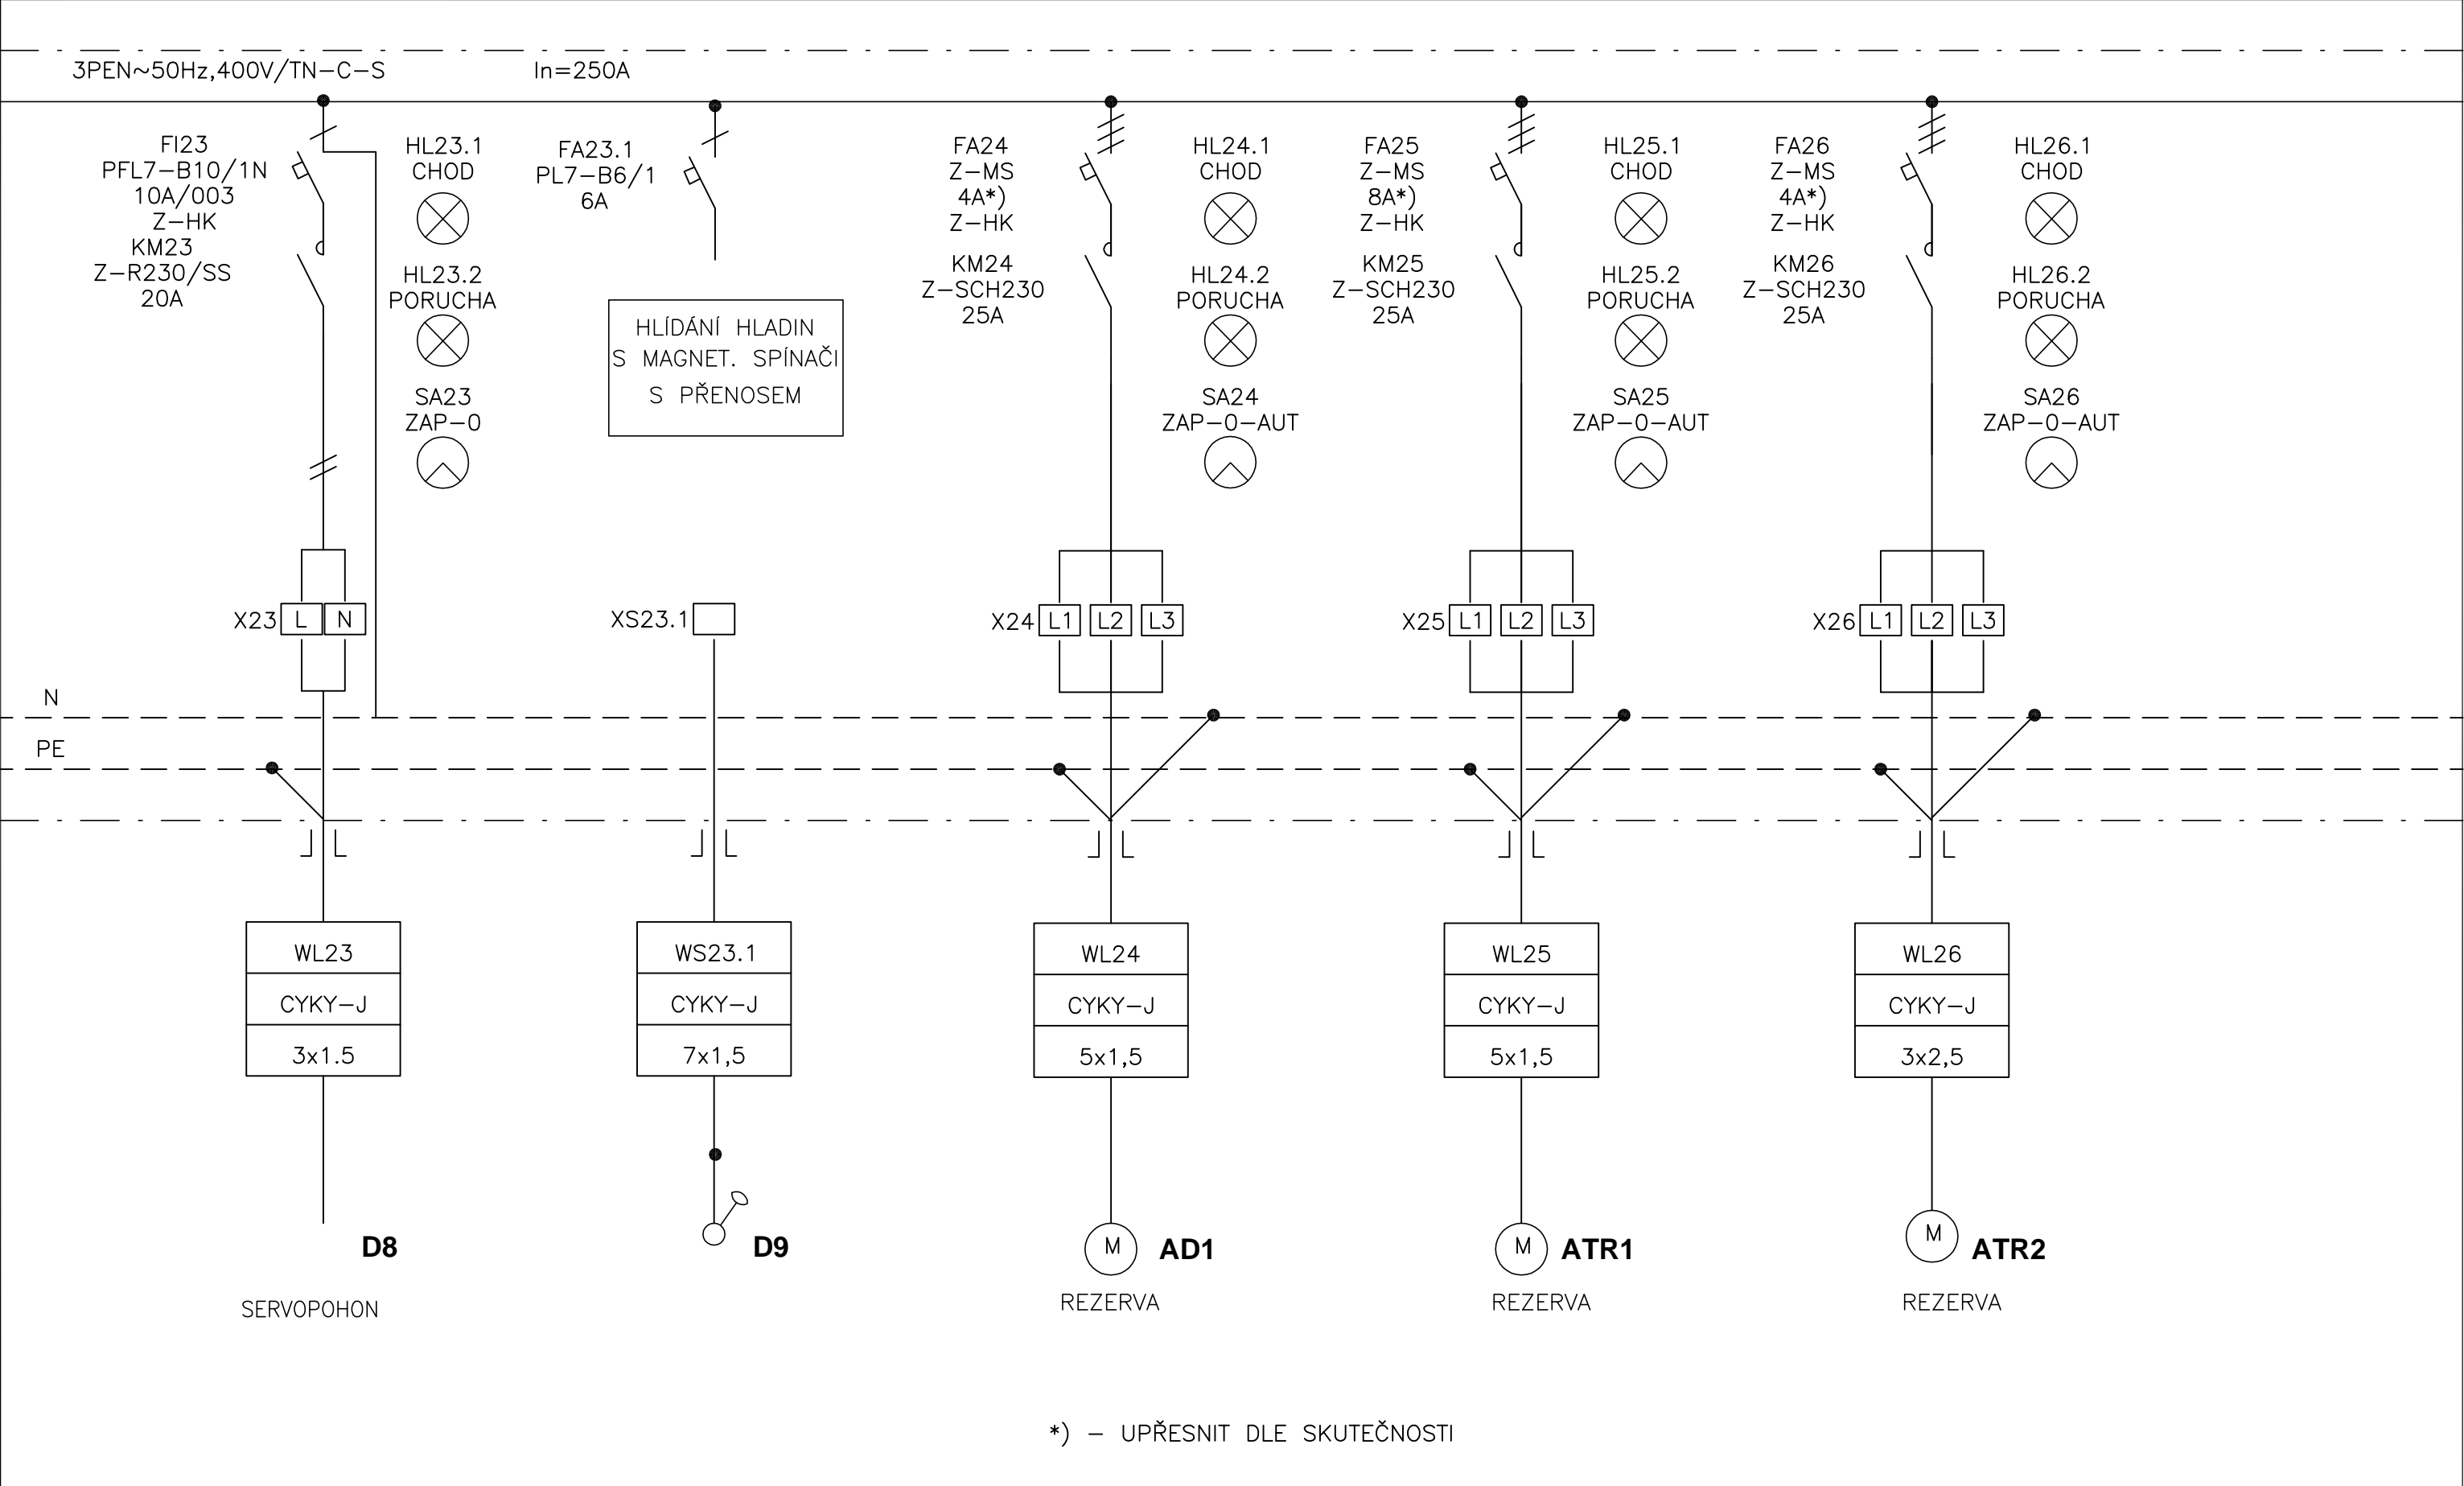 3PEN~50Hz,400V/TN-C-S
In=250A
FI23
PFL7-B10/1N
10A/003
Z-HK
KM23
Z-R230/SS
20A
HL23.1
CHOD
HL23.2
PORUCHA
SA23
ZAP-0
FA23.1
PL7-B6/1
6A
HLÍDÁNÍ HLADIN
S MAGNET. SPÍNAČI
S PŘENOSEM
FA24
Z-MS
4A*)
Z-HK
KM24
Z-SCH230
25A
HL24.1
CHOD
HL24.2
PORUCHA
SA24
ZAP-0-AUT
FA25
Z-MS
8A*)
Z-HK
KM25
Z-SCH230
25A
HL25.1
CHOD
HL25.2
PORUCHA
SA25
ZAP-0-AUT
FA26
Z-MS
4A*)
Z-HK
KM26
Z-SCH230
25A
HL26.1
CHOD
HL26.2
PORUCHA
SA26
ZAP-0-AUT
X23 L N
XS23.1
X24 L1 L2 L3
X25 L1 L2 L3
X26 L1 L2 L3
N
PE
WL23
CYKY-J
3x1.5
WS23.1
CYKY-J
7x1,5
WL24
CYKY-J
5x1,5
WL25
CYKY-J
5x1,5
WL26
CYKY-J
3x2,5
D8
SERVOPOHON
D9
M AD1
REZERVA
M ATR1
REZERVA
M ATR2
REZERVA
*) - UPŘESNIT DLE SKUTEČNOSTI